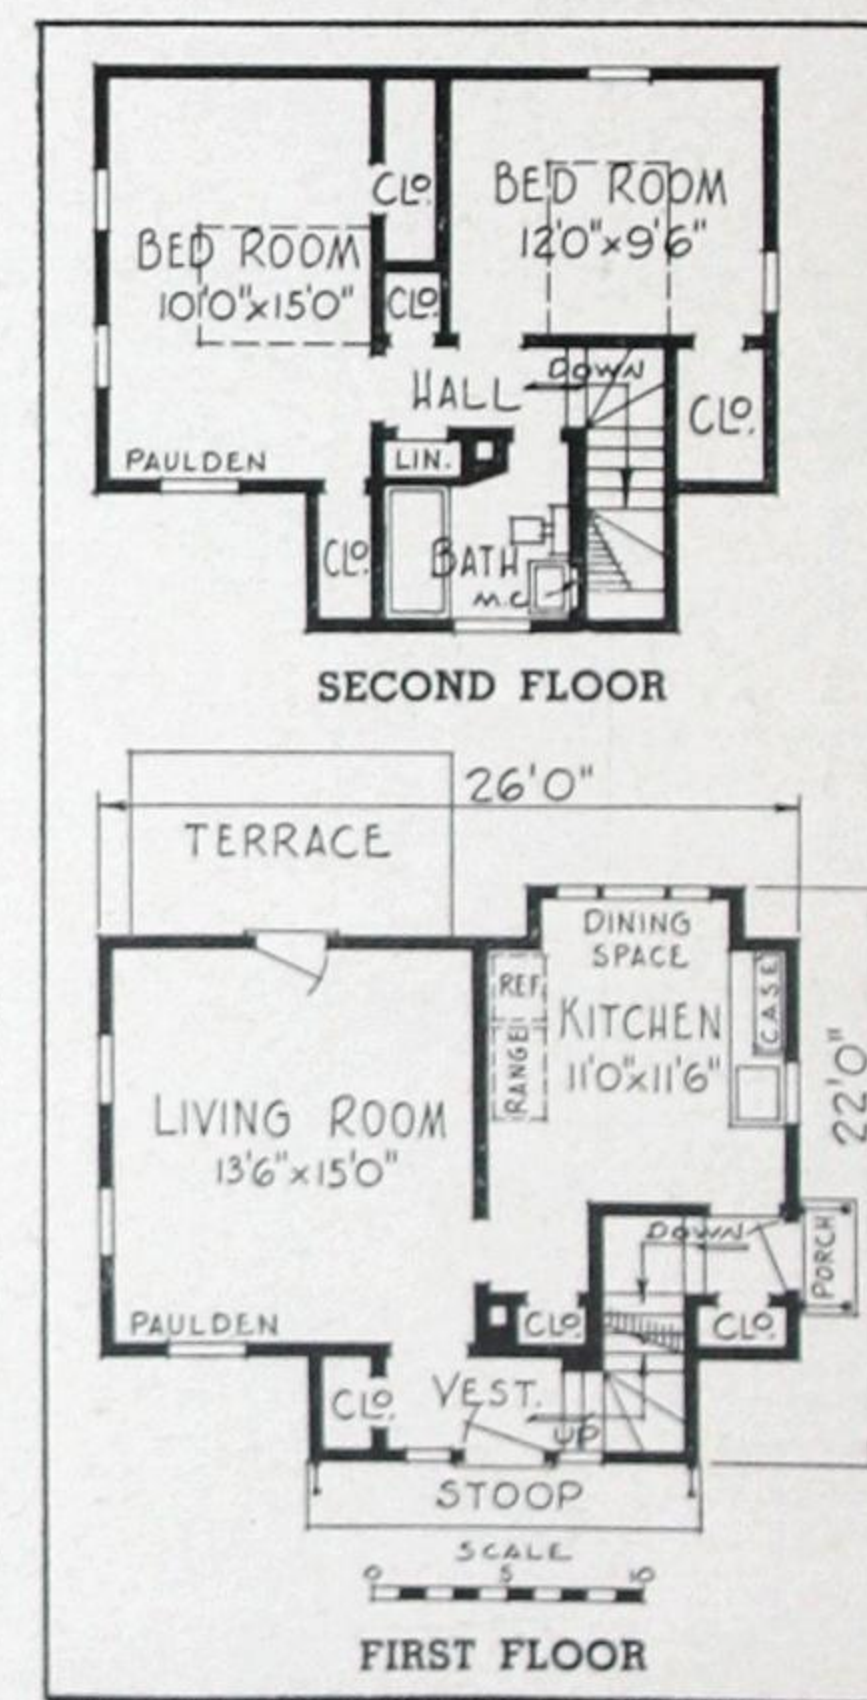 CLO.
BED ROOM
12'0"x9'6"
BED ROOM
10'0"x15'0"
CLO.
DOWN
HALL
CLO.
LIN.
PAULDEN
CLO.
BATH
M.C.
SECOND FLOOR
26'0"
TERRACE
DINING
SPACE
REF.
CASE
KITCHEN
11'0"x11'6"
RANGE
22'0"
LIVING ROOM
13'6"x15'0"
DOWN
PORCH
PAULDEN
CLO.
CLO.
CLO.
VEST.
UP
STOOP
SCALE
0 5 10
FIRST FLOOR